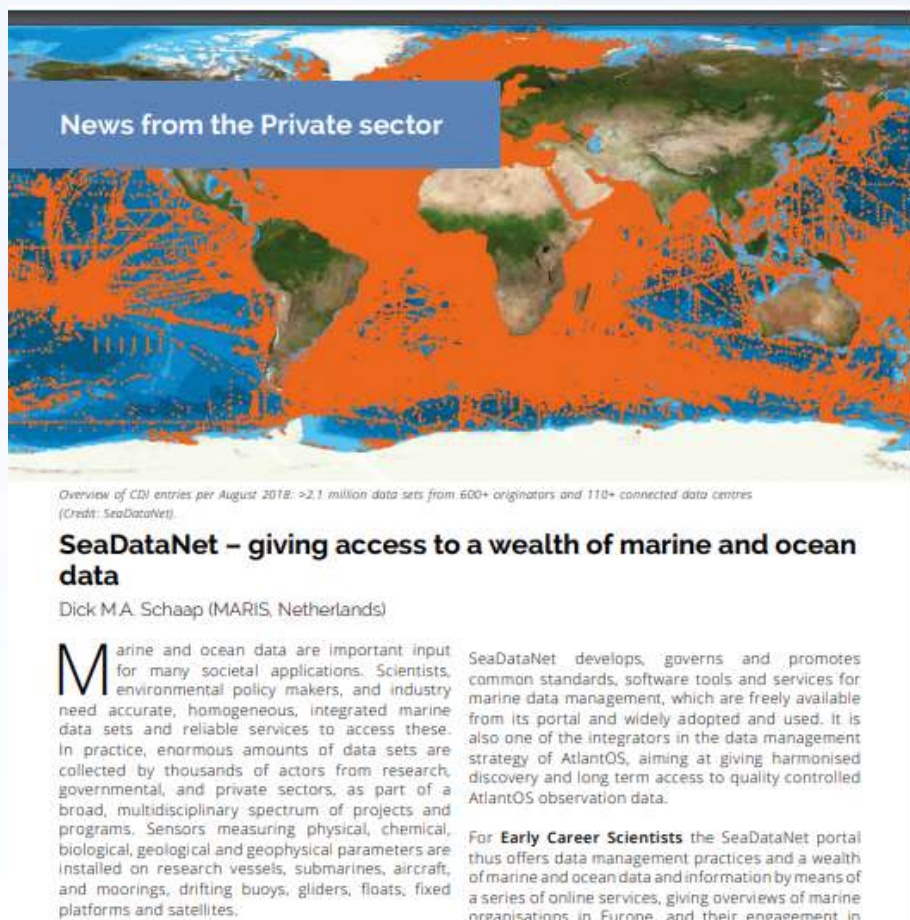 News from the Private sector
Overview of CDI entries per August 2018: >2.1 million data sets from 600+ originators and 110+ connected data centres
(Credit: SeaDataNet).
SeaDataNet – giving access to a wealth of marine and ocean
data
Dick M.A. Schaap (MARIS, Netherlands)
Marine and ocean data are important input
for many societal applications. Scientists,
environmental policy makers, and industry
need accurate, homogeneous, integrated marine
data sets and reliable services to access these.
In practice, enormous amounts of data sets are
collected by thousands of actors from research,
governmental, and private sectors, as part of a
broad, multidisciplinary spectrum of projects and
programs. Sensors measuring physical, chemical,
biological, geological and geophysical parameters are
installed on research vessels, submarines, aircraft,
and moorings, drifting buoys, gliders, floats, fixed
platforms and satellites.
SeaDataNet develops, governs and promotes
common standards, software tools and services for
marine data management, which are freely available
from its portal and widely adopted and used. It is
also one of the integrators in the data management
strategy of AtlantOS, aiming at giving harmonised
discovery and long term access to quality controlled
AtlantOS observation data.
For Early Career Scientists the SeaDataNet portal
thus offers data management practices and a wealth
of marine and ocean data and information by means of
a series of online services, giving overviews of marine
organisations in Europe, and their engagement in